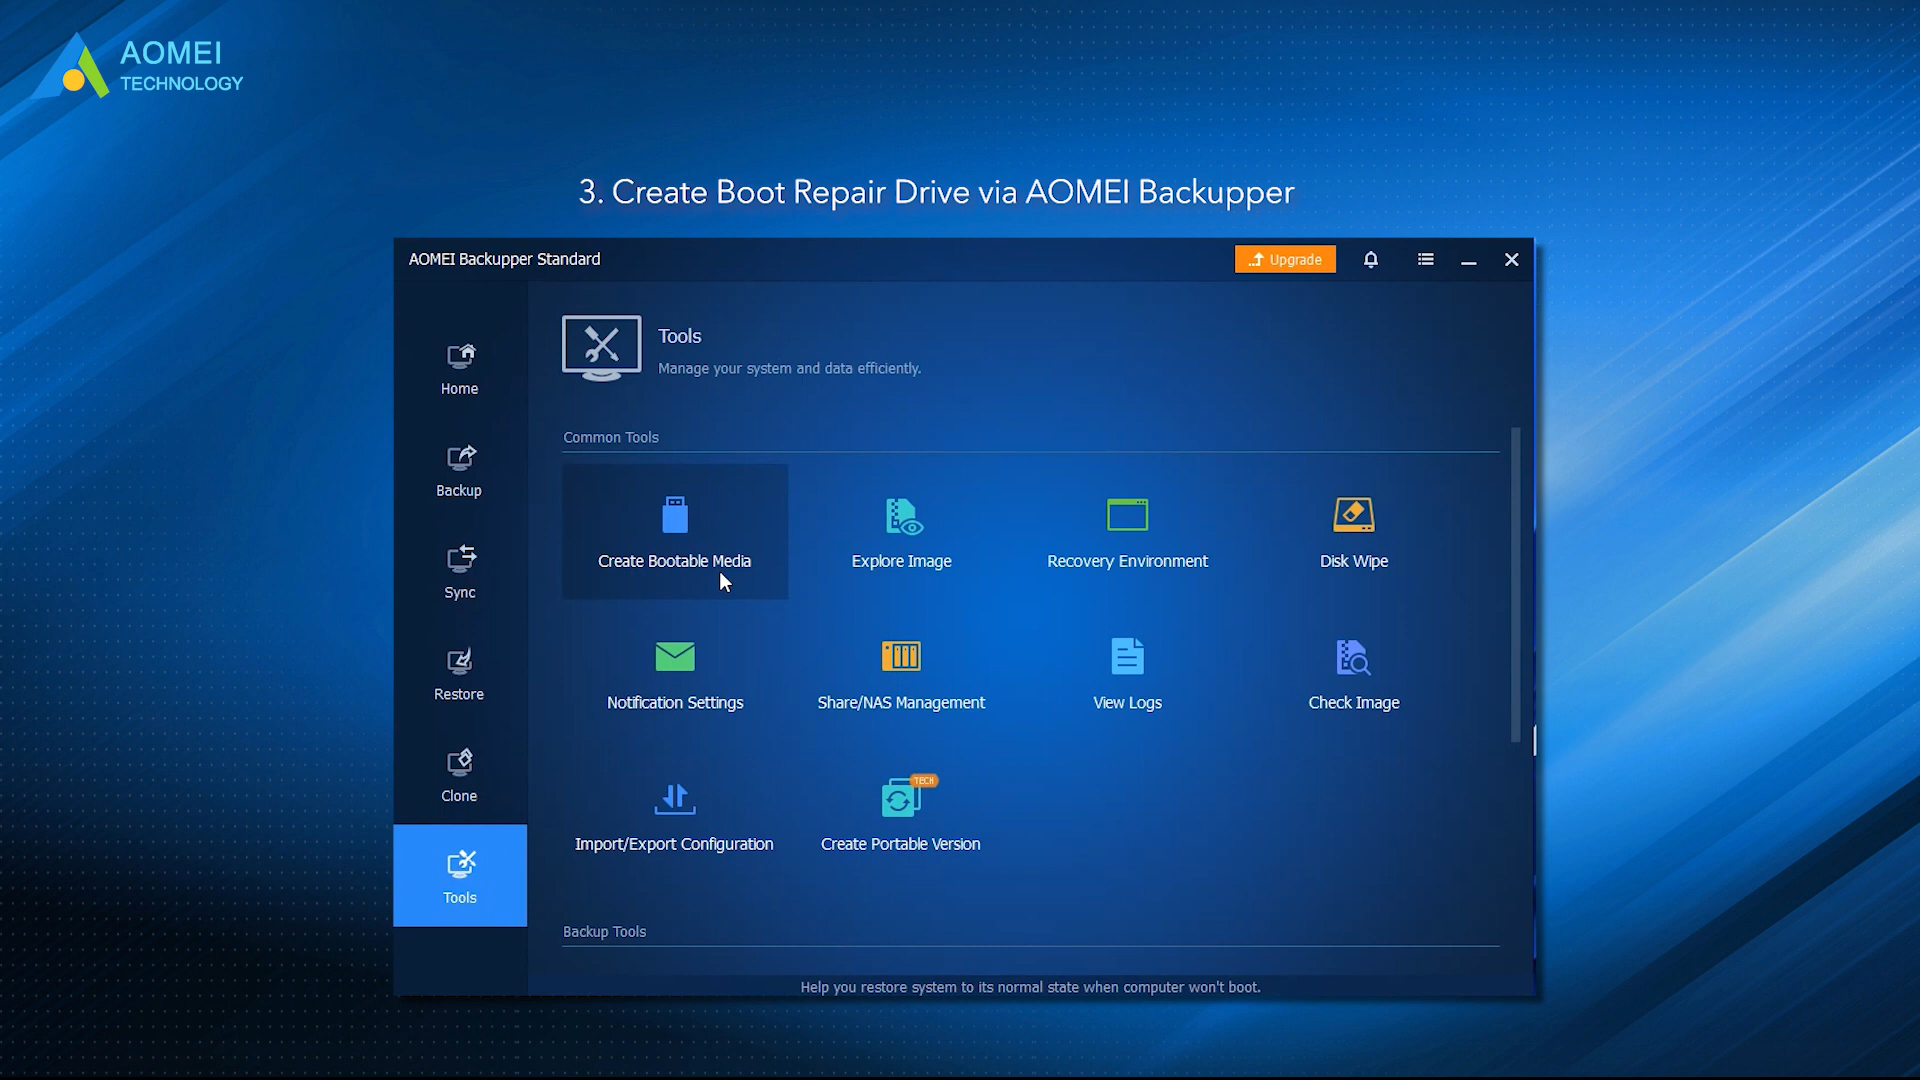 AOMEI
TECHNOLOGY
3. Create Boot Repair Drive via AOMEI Backupper
AOMEI Backupper Standard
Upgrade
Home
Backup
Sync
Restore
Clone
Tools
Tools
Manage your system and data efficiently.
Common Tools
Create Bootable Media
Explore Image
Recovery Environment
Disk Wipe
Notification Settings
Share/NAS Management
View Logs
Check Image
TECH
Import/Export Configuration
Create Portable Version
Backup Tools
Help you restore system to its normal state when computer won't boot.